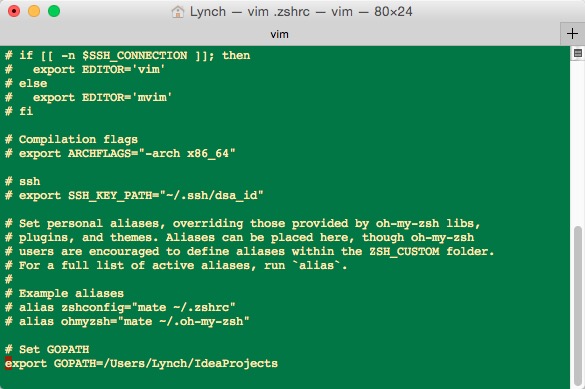 Lynch — vim .zshrc — vim — 80×24
vim
+
# if [[ -n $SSH_CONNECTION ]]; then
#   export EDITOR='vim'
# else
#   export EDITOR='mvim'
# fi

# Compilation flags
# export ARCHFLAGS="-arch x86_64"

# ssh
# export SSH_KEY_PATH="~/.ssh/dsa_id"

# Set personal aliases, overriding those provided by oh-my-zsh libs,
# plugins, and themes. Aliases can be placed here, though oh-my-zsh
# users are encouraged to define aliases within the ZSH_CUSTOM folder.
# For a full list of active aliases, run `alias`.
#
# Example aliases
# alias zshconfig="mate ~/.zshrc"
# alias ohmyzsh="mate ~/.oh-my-zsh"

# Set GOPATH
export GOPATH=/Users/Lynch/IdeaProjects